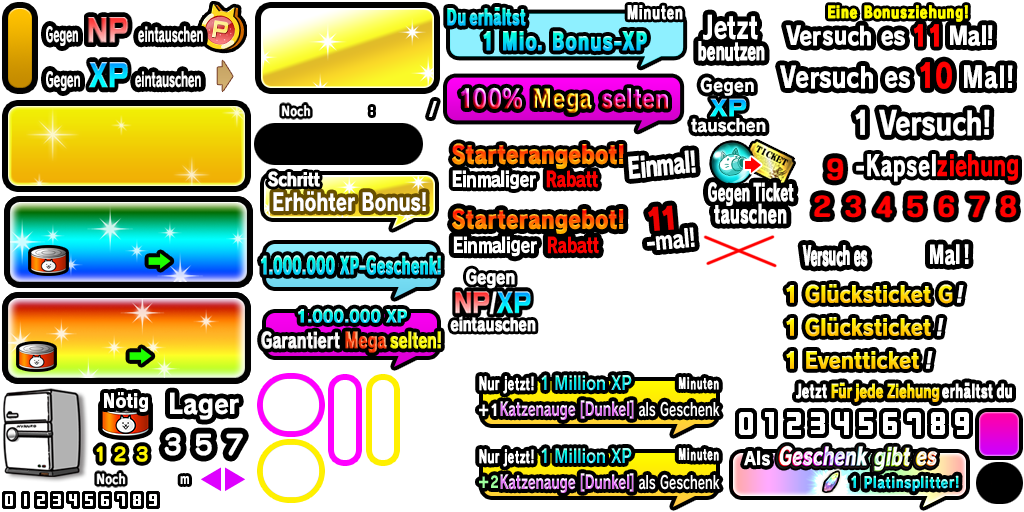 Gegen NP eintauschen P
Gegen XP eintauschen
Nötig
1 2 3
Noch
Lager
3 5 7
m
0 1 2 3 4 5 6 7 8 9
Noch : /
Schritt
Erhöhter Bonus!
1.000.000 XP-Geschenk!
1.000.000 XP
Garantiert Mega selten!
Du erhältst Minuten
1 Mio. Bonus-XP
100% Mega selten
Starterangebot!
Einmaliger Rabatt
Einmal!
Starterangebot!
Einmaliger Rabatt
11
-mal!
Gegen
NP/XP
eintauschen
Nur jetzt! 1 Million XP Minuten
+1 Katzenauge [Dunkel] als Geschenk
Nur jetzt! 1 Million XP Minuten
+2 Katzenauge [Dunkel] als Geschenk
Jetzt
benutzen
Gegen
XP
tauschen
TICKET
Gegen Ticket
tauschen
Eine Bonusziehung!
Versuch es 11 Mal!
Versuch es 10 Mal!
1 Versuch!
9 -Kapselziehung
2 3 4 5 6 7 8
Versuch es Mal!
1 Glücksticket G!
1 Glücksticket!
1 Eventticket!
Jetzt Für jede Ziehung erhältst du
0 1 2 3 4 5 6 7 8 9
Als Geschenk gibt es
1 Platinsplitter!